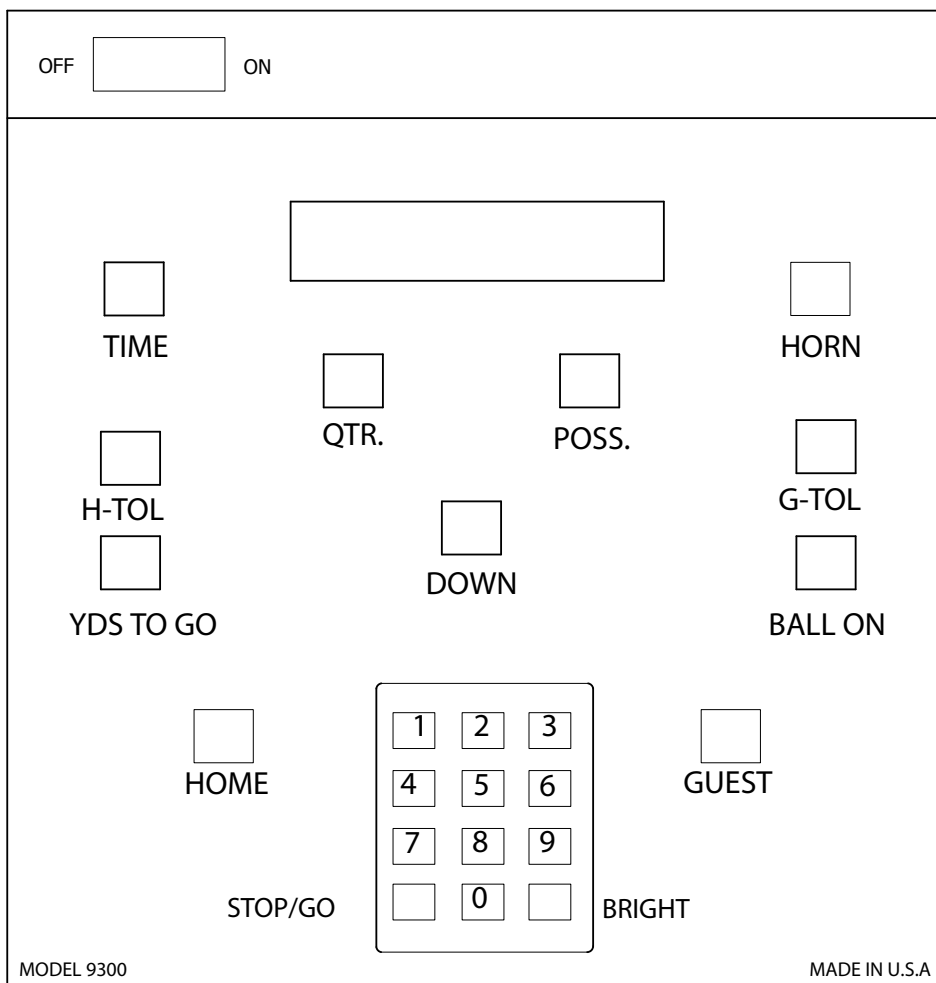 OFF ON
TIME
HORN
QTR.
POSS.
H-TOL
G-TOL
DOWN
YDS TO GO
BALL ON
1 2 3
HOME
GUEST
4 5 6
7 8 9
STOP/GO
0
BRIGHT
MODEL 9300
MADE IN U.S.A